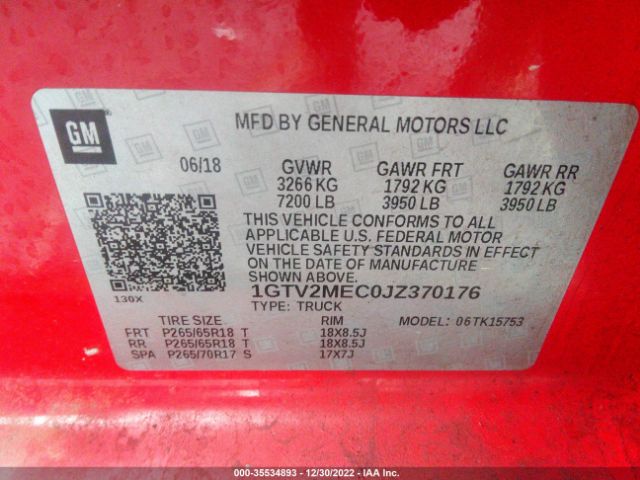 GM
MFD BY GENERAL MOTORS LLC
06/18 GVWR GAWR FRT GAWR RR
3266 KG 1792 KG 1792 KG
7200 LB 3950 LB 3950 LB
THIS VEHICLE CONFORMS TO ALL
APPLICABLE U.S. FEDERAL MOTOR
VEHICLE SAFETY STANDARDS IN EFFECT
ON THE DATE OF MANUFACTURE
SHOWN ABOVE.
130X
1GTV2MEC0JZ370176
TYPE: TRUCK MODEL: 06TK15753
TIRE SIZE RIM
FRT P265/65R18 T 18X8.5J
RR P265/65R18 T 18X8.5J
SPA P265/70R17 S 17X7J
000-35534893 - 12/30/2022 - IAA Inc.